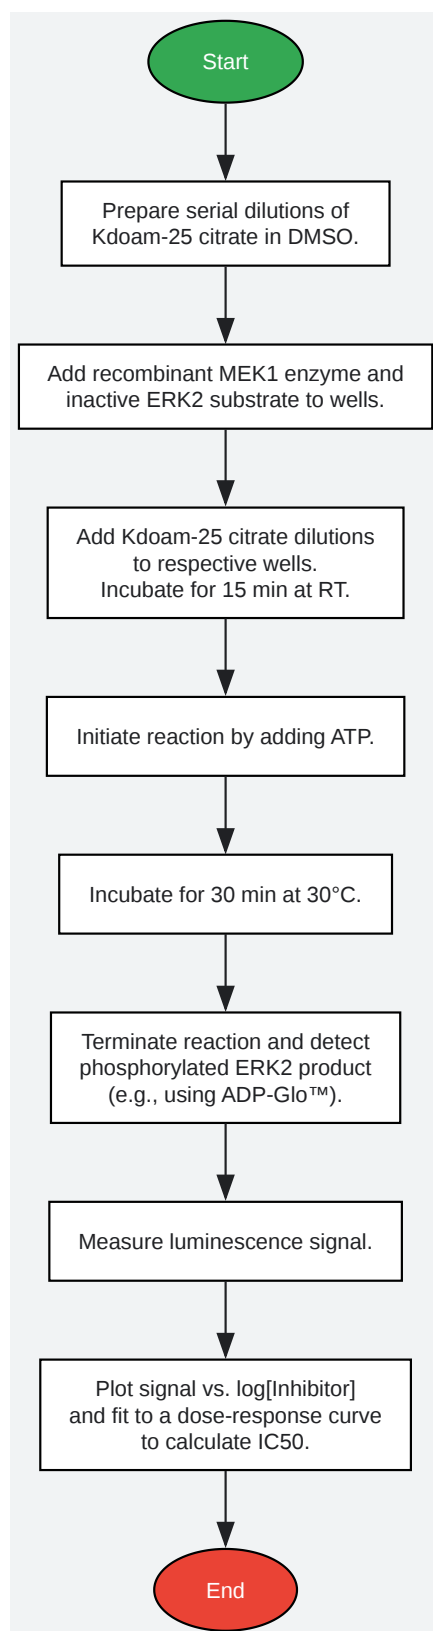 Start
Prepare serial dilutions of
Kdoam-25 citrate in DMSO.
Add recombinant MEK1 enzyme and
inactive ERK2 substrate to wells.
Add Kdoam-25 citrate dilutions
to respective wells.
Incubate for 15 min at RT.
Initiate reaction by adding ATP.
Incubate for 30 min at 30°C.
Terminate reaction and detect
phosphorylated ERK2 product
(e.g., using ADP-Glo™).
Measure luminescence signal.
Plot signal vs. log[Inhibitor]
and fit to a dose-response curve
to calculate IC50.
End